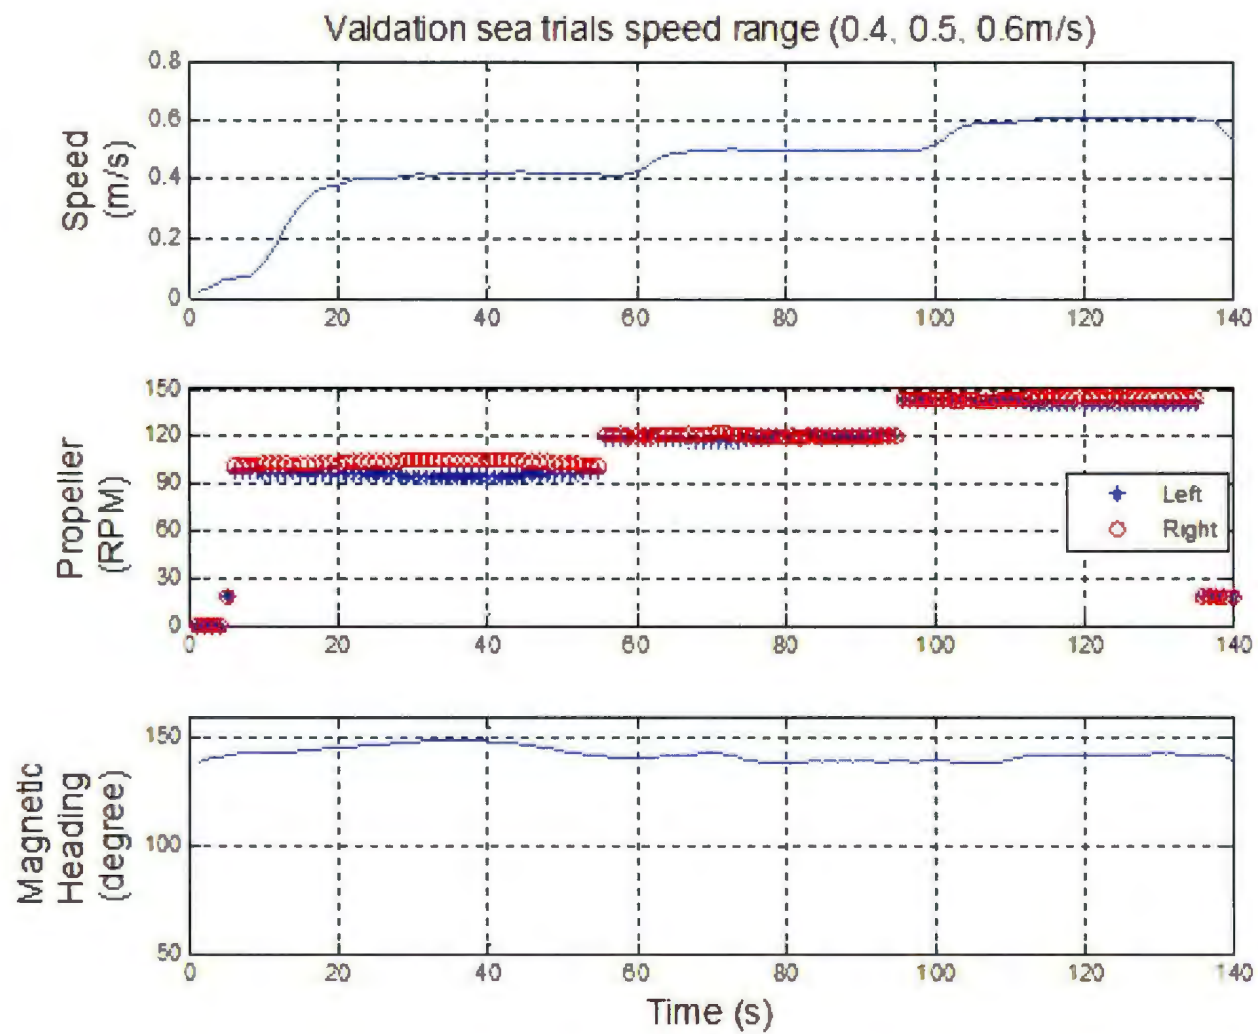 Valdation sea trials speed range (0.4, 0.5, 0.6m/s)
0.8
0.6
0.4
0.2
0
Speed
(m/s)
0 20 40 60 80 100 120 140
150
120
90
60
30
0
Propeller
(RPM)
Left
Right
0 20 40 60 80 100 120 140
150
100
50
Magnetic
Heading
(degree)
0 20 40 60 80 100 120 140
Time (s)